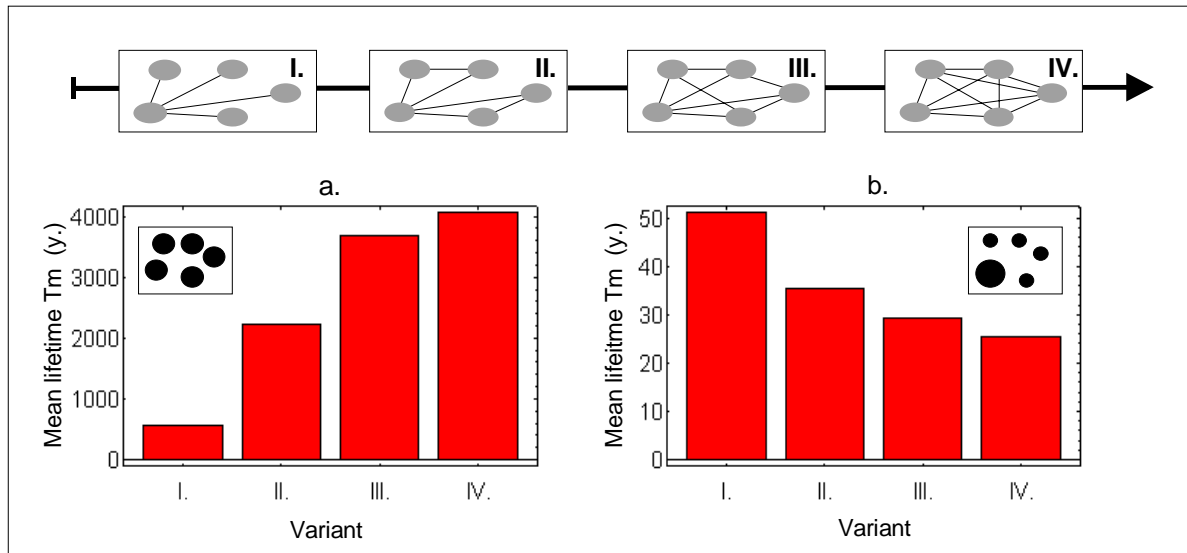 I. II. III. IV.
a.
Mean lifetime Tm (y.)
4000
3000
2000
1000
0
I. II. III. IV.
Variant
b.
Mean lifeitme Tm (y.)
50
40
30
20
10
0
I. II. III. IV.
Variant